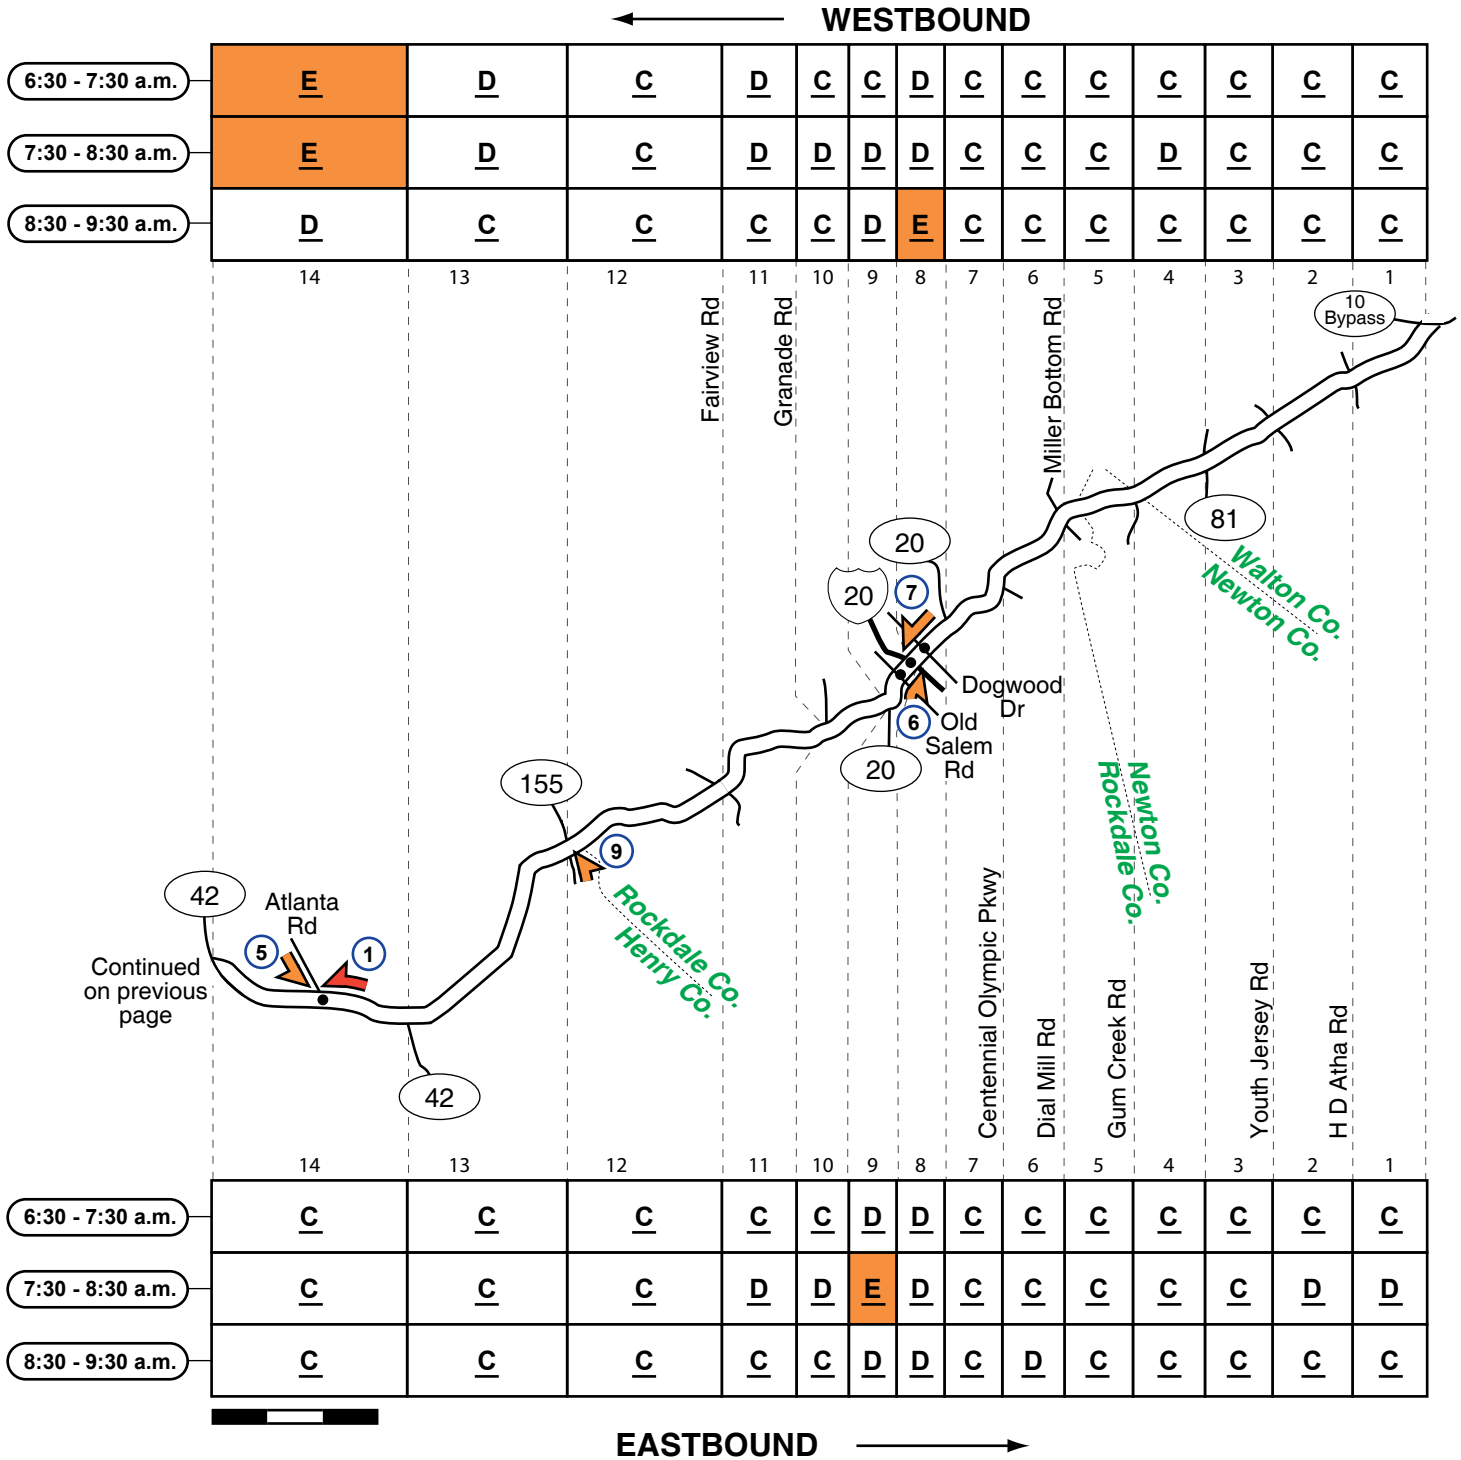 WESTBOUND
6:30 - 7:30 a.m. E D C D C C D C C C C C C C
7:30 - 8:30 a.m. E D C D D D D C C C D C C C
8:30 - 9:30 a.m. D C C C C D E C C C C C C C
14 13 12 11 10 9 8 7 6 5 4 3 2 1
Fairview Rd
Granade Rd
Miller Bottom Rd
10
Bypass
81
Walton Co.
Newton Co.
20
20
7
Dogwood
Dr
6
Old
Salem
Rd
20
Newton Co.
Rockdale Co.
155
9
Rockdale Co.
Henry Co.
42
Atlanta
Rd
5
1
Continued
on previous
page
42
Centennial Olympic Pkwy
Dial Mill Rd
Gum Creek Rd
Youth Jersey Rd
H D Atha Rd
14 13 12 11 10 9 8 7 6 5 4 3 2 1
6:30 - 7:30 a.m. C C C C C D D C C C C C C C
7:30 - 8:30 a.m. C C C D D E D C C C C C D D
8:30 - 9:30 a.m. C C C C C D D C D C C C C C
EASTBOUND